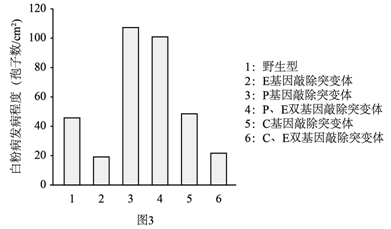 白粉病发病程度（孢子数/cm²）
120
100
80
60
40
20
0
1 2 3 4 5 6
1：野生型
2：E基因敲除突变体
3：P基因敲除突变体
4：P、E双基因敲除突变体
5：C基因敲除突变体
6：C、E双基因敲除突变体
图3